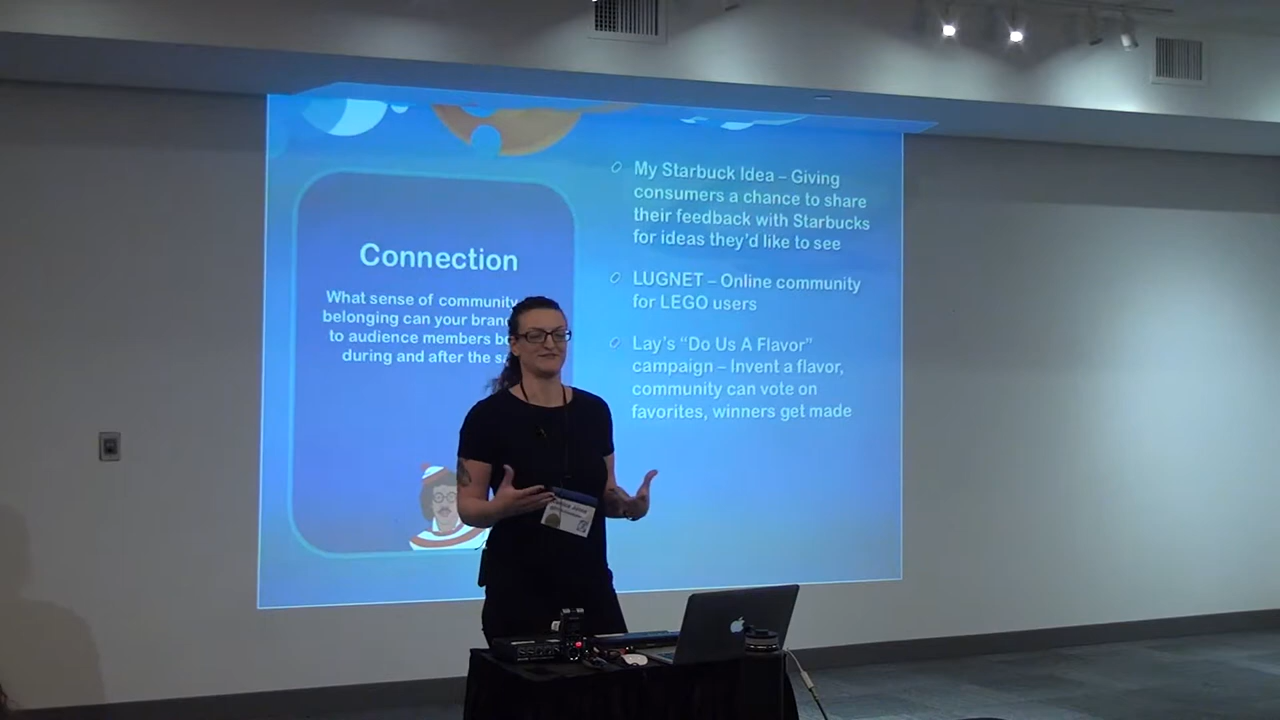 Connection
What sense of community
belonging can your
to audience members
during and after the
My Starbuck Idea – Giving
consumers a chance to share
their feedback with Starbucks
for ideas they’d like to see
LUGNET – Online community
for LEGO users
Lay’s “Do Us A Flavor”
campaign – Invent a flavor,
community can vote on
favorites, winners get made